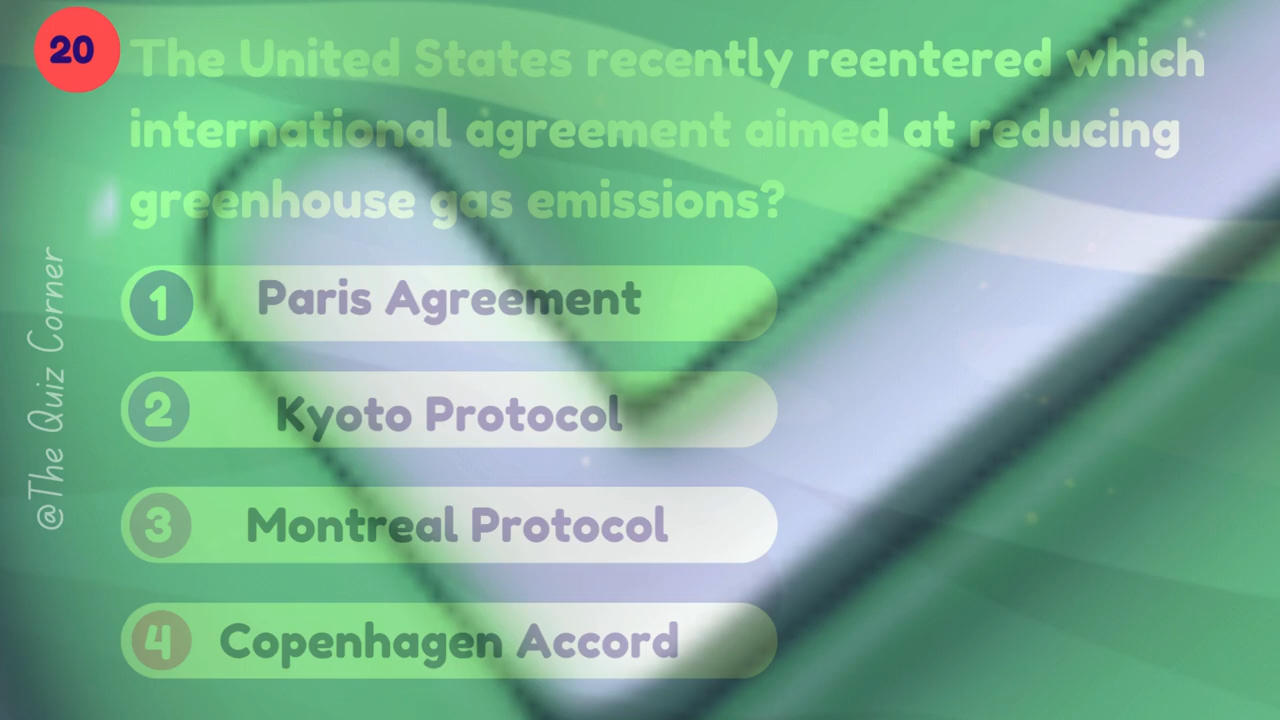 20
The United States recently reentered which
international agreement aimed at reducing
greenhouse gas emissions?
1 Paris Agreement
2 Kyoto Protocol
3 Montreal Protocol
4 Copenhagen Accord
@The Quiz Corner